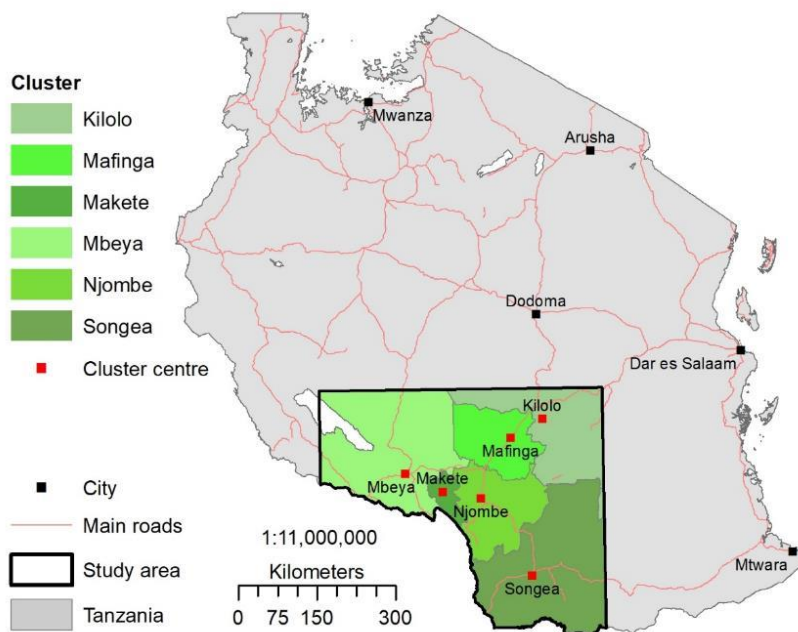 Cluster
Kilolo
Mafinga
Makete
Mbeya
Njombe
Songea
Cluster centre
City
Main roads
Study area
Tanzania
Mwanza
Arusha
Dodoma
Dar es Salaam
Kilolo
Mafinga
Mbeya
Makete
Njombe
Songea
Mtwara
1:11,000,000
Kilometers
0 75 150 300